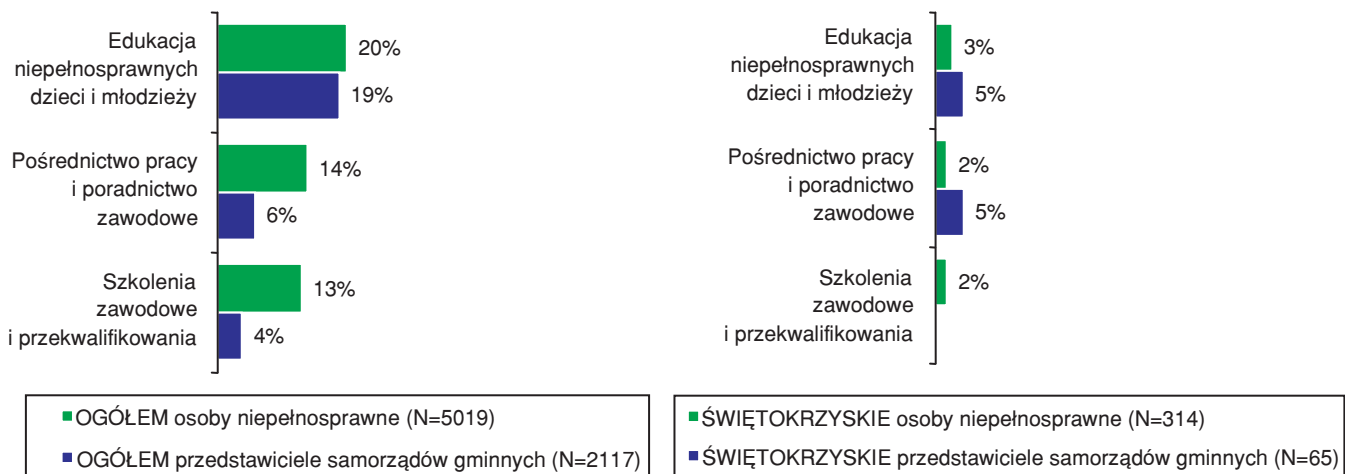 Edukacja
niepełnosprawnych
dzieci i młodzieży
20%
19%
Pośrednictwo pracy
i poradnictwo
zawodowe
14%
6%
Szkolenia
zawodowe
i przekwalifikowania
13%
4%
OGÓŁEM osoby niepełnosprawne (N=5019)
OGÓŁEM przedstawiciele samorządów gminnych (N=2117)
Edukacja
niepełnosprawnych
dzieci i młodzieży
3%
5%
Pośrednictwo pracy
i poradnictwo
zawodowe
2%
5%
Szkolenia
zawodowe
i przekwalifikowania
2%
ŚWIĘTOKRZYSKIE osoby niepełnosprawne (N=314)
ŚWIĘTOKRZYSKIE przedstawiciele samorządów gminnych (N=65)